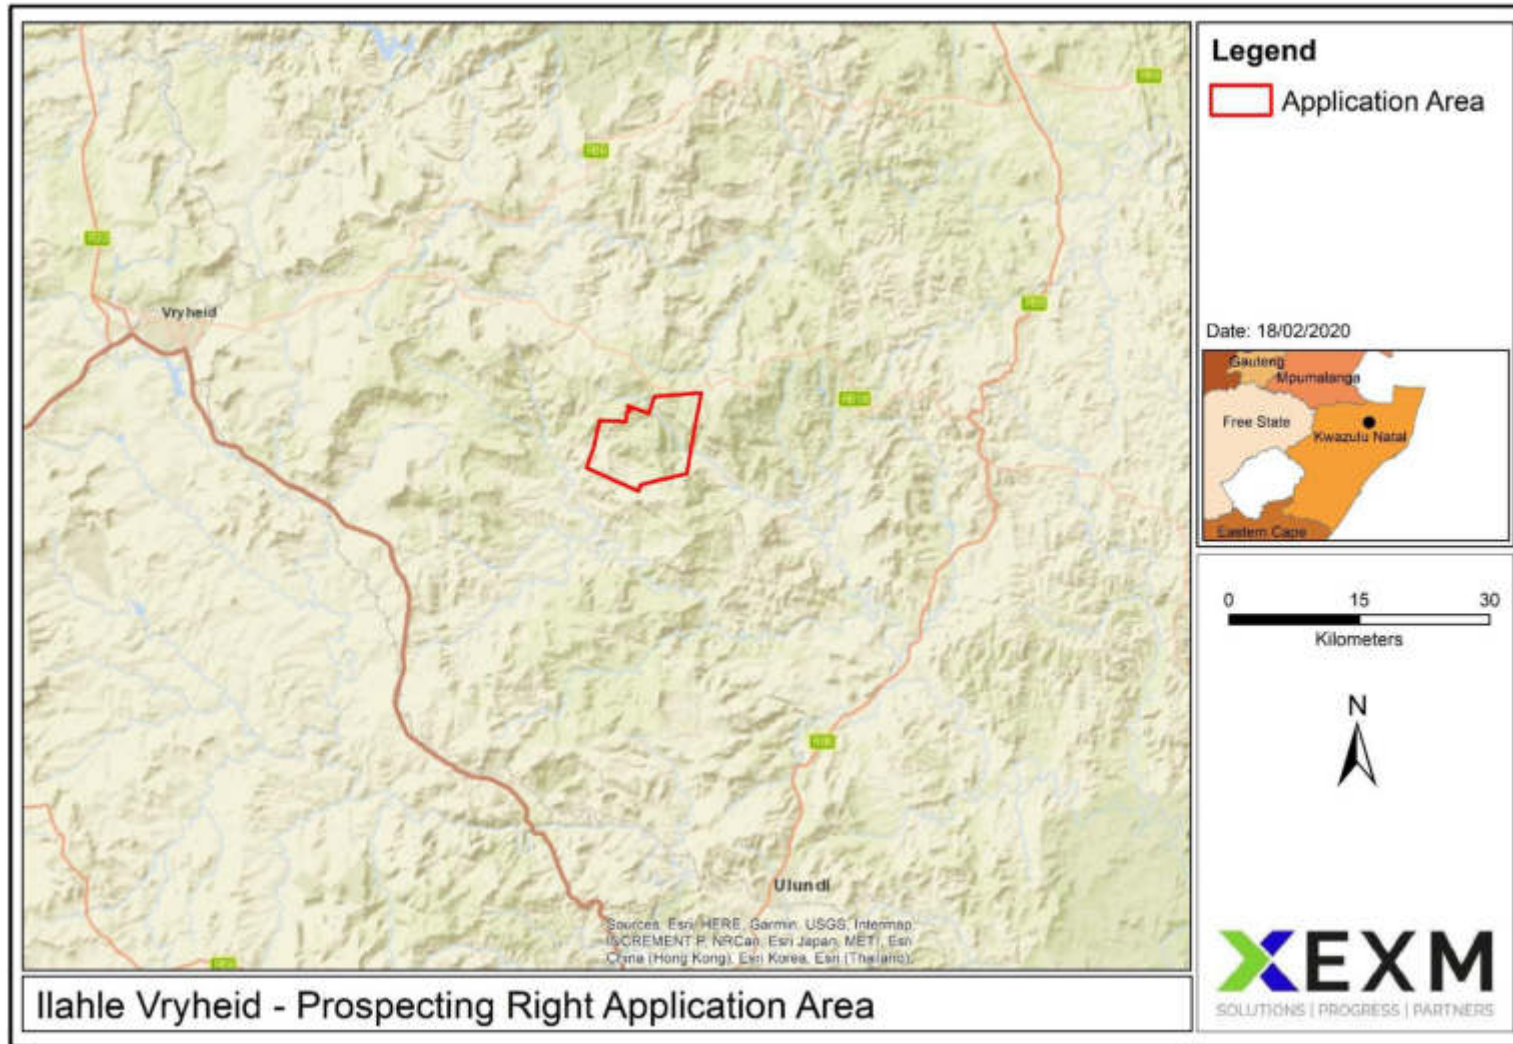 Legend
Application Area
Date: 18/02/2020
Gauteng
Mpumalanga
Free State
Kwazulu Natal
Eastern Cape
0 15 30
Kilometers
N
Vryheid
Ulundi
Sources: Esri, HERE, Garmin, USGS, Intermap,
INCREMENT P, NRCan, Esri Japan, METI, Esri
China (Hong Kong), Esri Korea, Esri (Thailand),
Ilahle Vryheid - Prospecting Right Application Area
EXM
SOLUTIONS | PROGRESS | PARTNERS